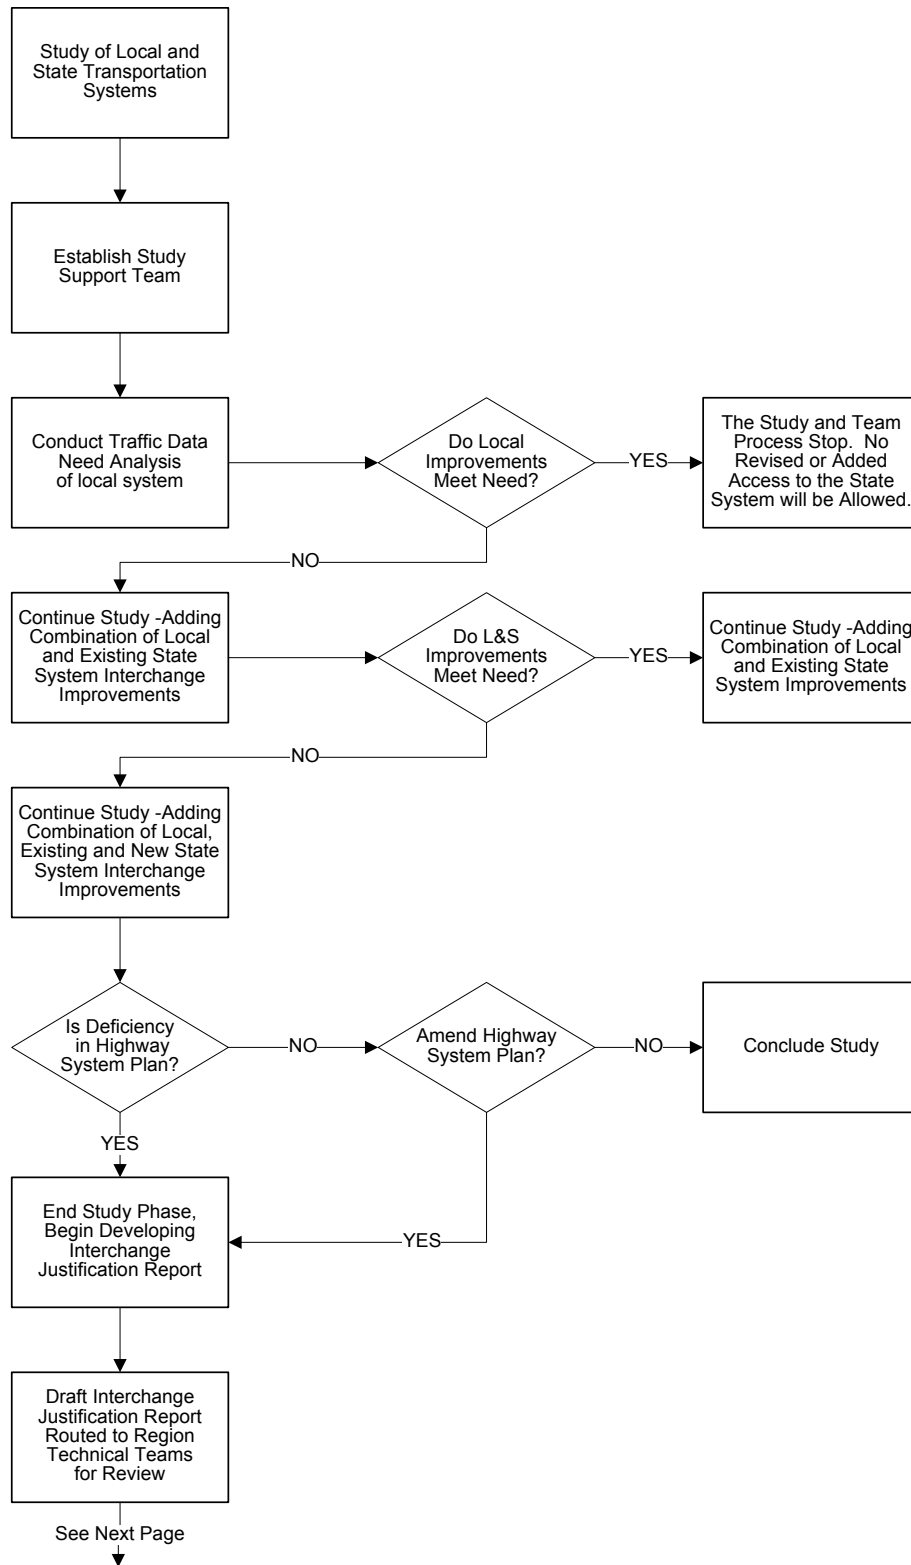 Study of Local and
State Transportation
Systems
Establish Study
Support Team
Conduct Traffic Data
Need Analysis
of local system
Do Local
Improvements
Meet Need?
YES
The Study and Team
Process Stop.  No
Revised or Added
Access to the State
System will be Allowed.
NO
Continue Study -Adding
Combination of Local
and Existing State
System Interchange
Improvements
Do L&S
Improvements
Meet Need?
YES
Continue Study -Adding
Combination of Local
and Existing State
System Improvements
NO
Continue Study -Adding
Combination of Local,
Existing and New State
System Interchange
Improvements
Is Deficiency
in Highway
System Plan?
NO
Amend Highway
System Plan?
NO
Conclude Study
YES
End Study Phase,
Begin Developing
Interchange
Justification Report
YES
Draft Interchange
Justification Report
Routed to Region
Technical Teams
for Review
See Next Page